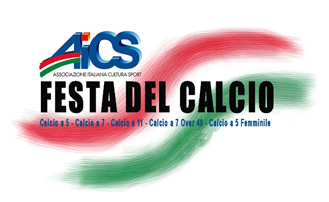 AiCS
ASSOCIAZIONE ITALIANA CULTURA SPORT
FESTA DEL CALCIO
Calcio a 5 - Calcio a 7 - Calcio a 11 - Calcio a 7 Over 40 - Calcio a 5 Femminile